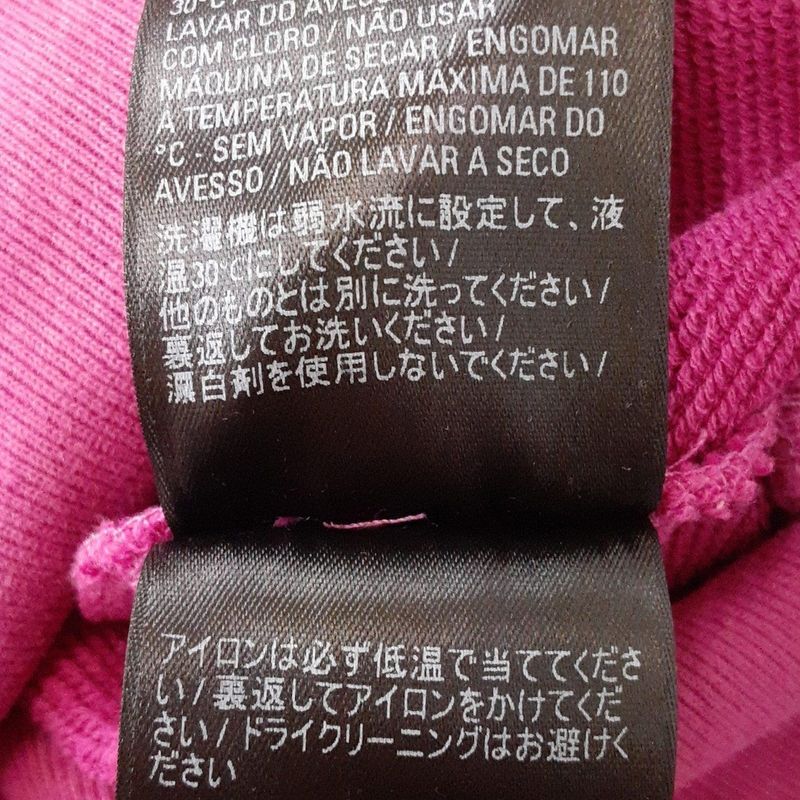 30°C /
LAVAR DO AVESSO
COM CLORO / NÃO USAR
MÁQUINA DE SECAR / ENGOMAR
À TEMPERATURA MÁXIMA DE 110
°C - SEM VAPOR / ENGOMAR DO
AVESSO / NÃO LAVAR A SECO
洗濯機は弱水流に設定して、液
温30℃にしてください/
他のものとは別に洗ってください/
裏返してお洗いください/
漂白剤を使用しないでください/
アイロンは必ず低温で当ててくださ
い/裏返してアイロンをかけてくだ
さい/ドライクリーニングはお避けく
ださい